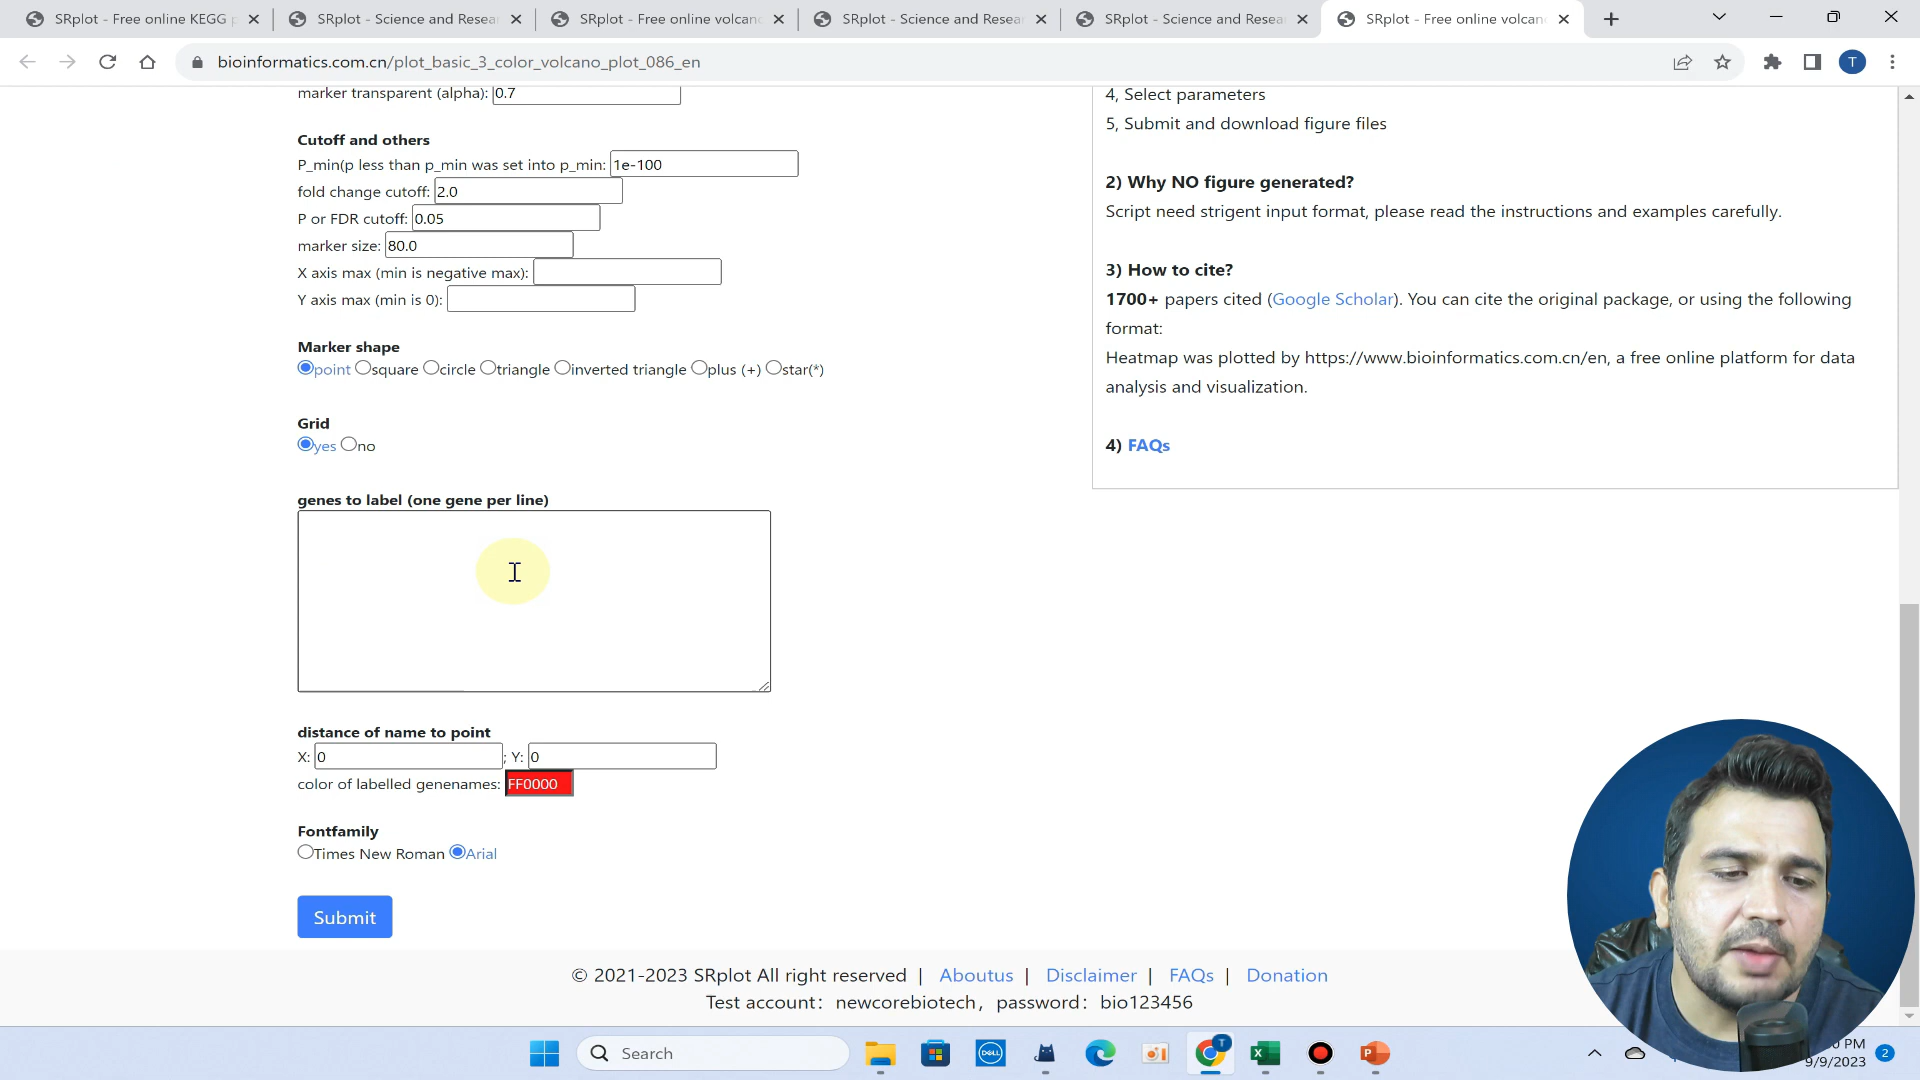 SRplot - Free online KEGG p
SRplot - Science and Resea
SRplot - Free online volcan
SRplot - Science and Resea
SRplot - Science and Resea
SRplot - Free online volcan
bioinformatics.com.cn/plot_basic_3_color_volcano_plot_086_en
T
marker transparent (alpha): 0.7
Cutoff and others
P_min(p less than p_min was set into p_min: 1e-100
fold change cutoff: 2.0
P or FDR cutoff: 0.05
marker size: 80.0
X axis max (min is negative max):
Y axis max (min is 0):
Marker shape
point square circle triangle inverted triangle plus (+) star(*)
Grid
yes no
genes to label (one gene per line)
distance of name to point
X: 0 ; Y: 0
color of labelled genenames: FF0000
Fontfamily
Times New Roman Arial
Submit
4, Select parameters
5, Submit and download figure files
2) Why NO figure generated?
Script need strigent input format, please read the instructions and examples carefully.
3) How to cite?
1700+ papers cited (Google Scholar). You can cite the original package, or using the following
format:
Heatmap was plotted by https://www.bioinformatics.com.cn/en, a free online platform for data
analysis and visualization.
4) FAQs
© 2021-2023 SRplot All right reserved | Aboutus | Disclaimer | FAQs | Donation
Test account: newcorebiotech, password: bio123456
Search
DELL
T
PM
9/9/2023
2